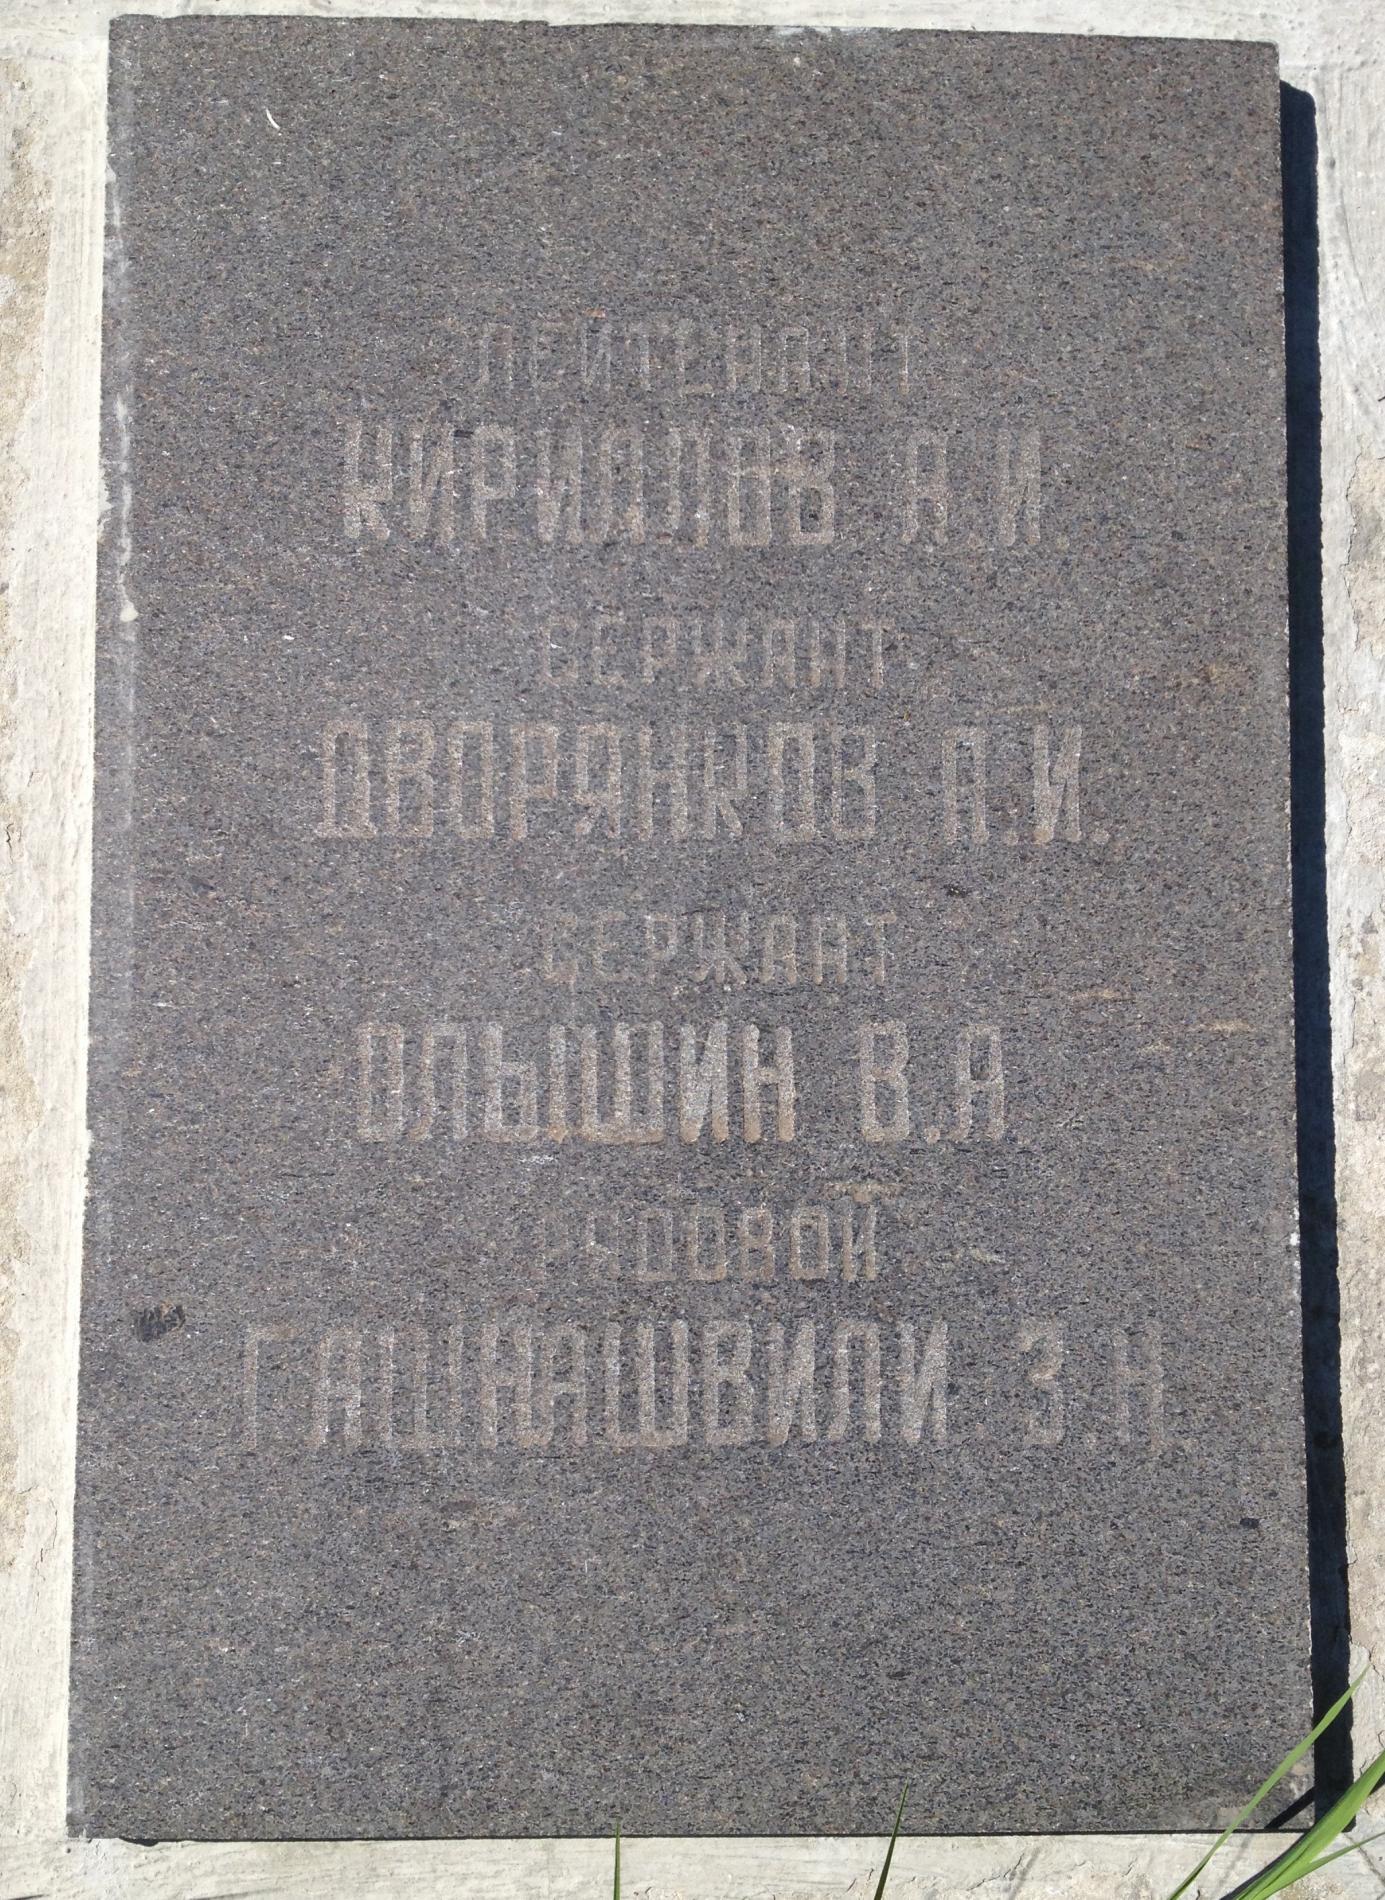 ЛЕЙТЕНАНТ
КИРИЛЛОВ А.И.
СЕРЖАНТ
ДВОРЯНКОВ П.И.
СЕРЖАНТ
ОЛЬШИН В.А.
РЯДОВОЙ
ГАШНАШВИЛИ З.Н.